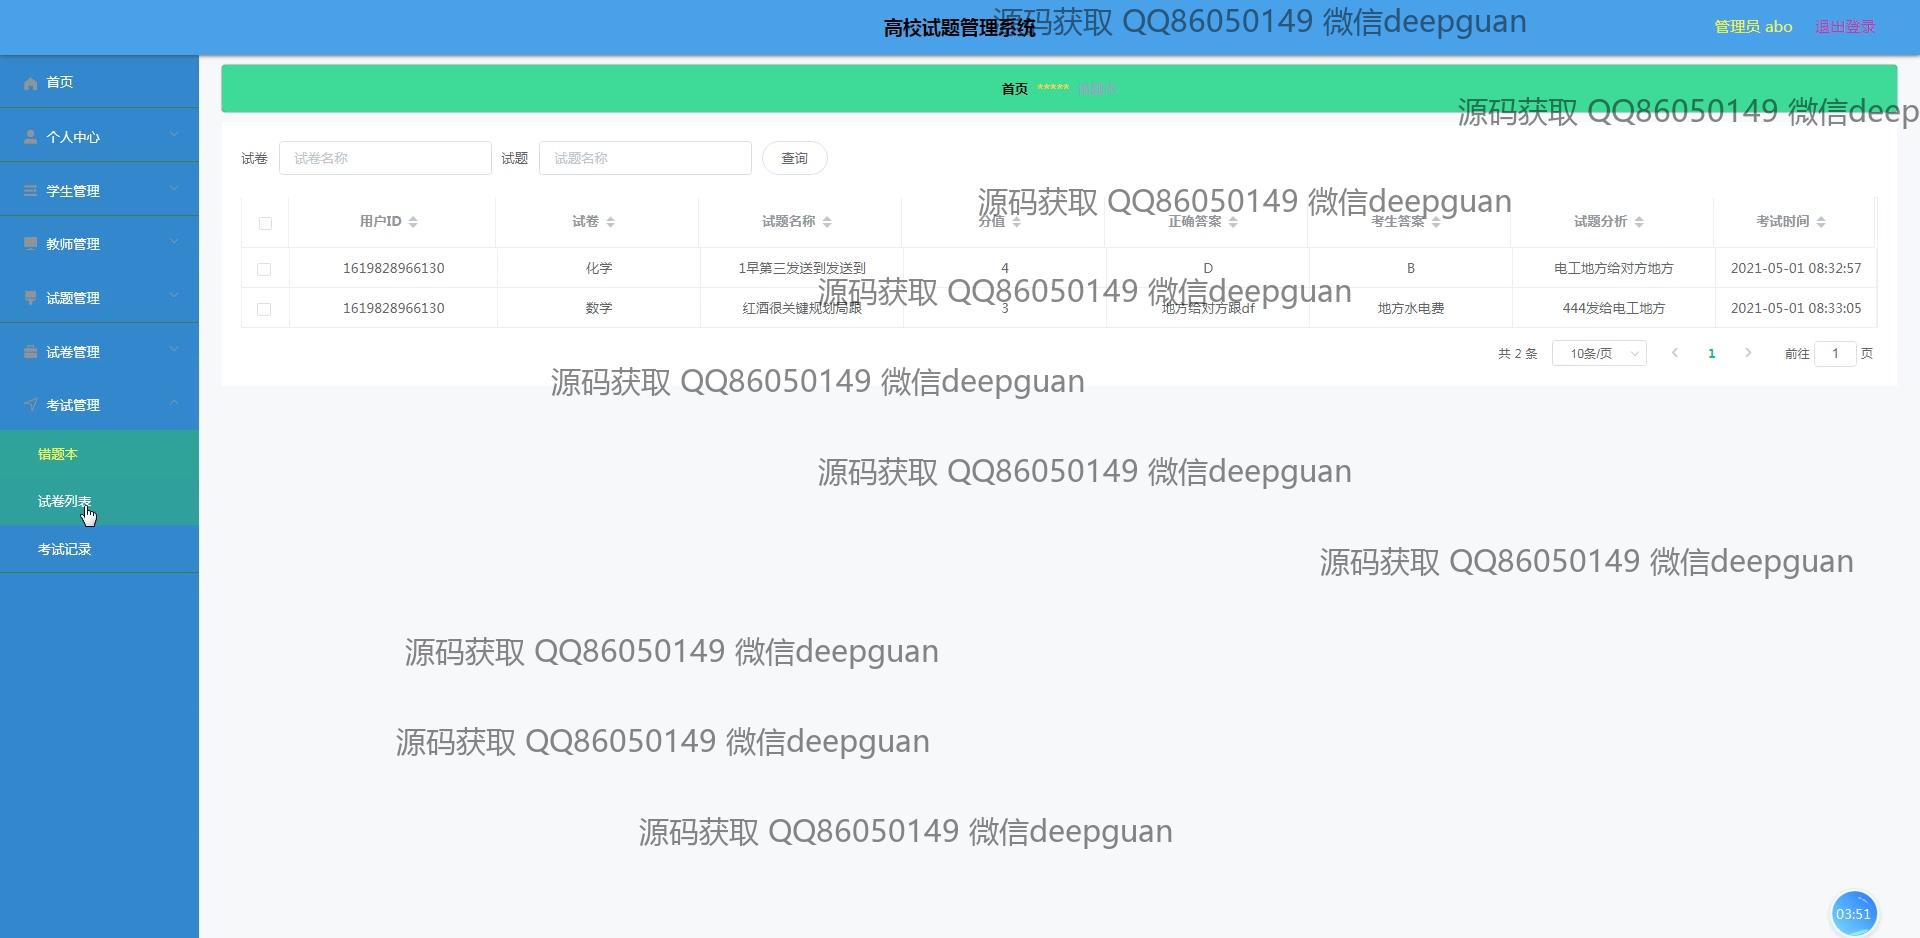 高校试题管理系统
源码获取 QQ86050149 微信deepguan
管理员 abo
退出登录
首页
个人中心
学生管理
教师管理
试题管理
试卷管理
考试管理
错题本
试卷列表
考试记录
首页 ***** 错题本
源码获取 QQ86050149 微信deep
试卷 试卷名称 试题 试题名称 查询
源码获取 QQ86050149 微信deepguan
用户ID 试卷 试题名称 分值 正确答案 考生答案 试题分析 考试时间
1619828966130 化学 1早第三发送到发送到 4 D B 电工地方给对方地方 2021-05-01 08:32:57
源码获取 QQ86050149 微信deepguan
1619828966130 数学 红酒很关键规划局跟 3 地方给对方跟df 地方水电费 444发给电工地方 2021-05-01 08:33:05
共 2 条 10条/页 1 前往 1 页
源码获取 QQ86050149 微信deepguan
源码获取 QQ86050149 微信deepguan
源码获取 QQ86050149 微信deepguan
源码获取 QQ86050149 微信deepguan
源码获取 QQ86050149 微信deepguan
源码获取 QQ86050149 微信deepguan
03:51